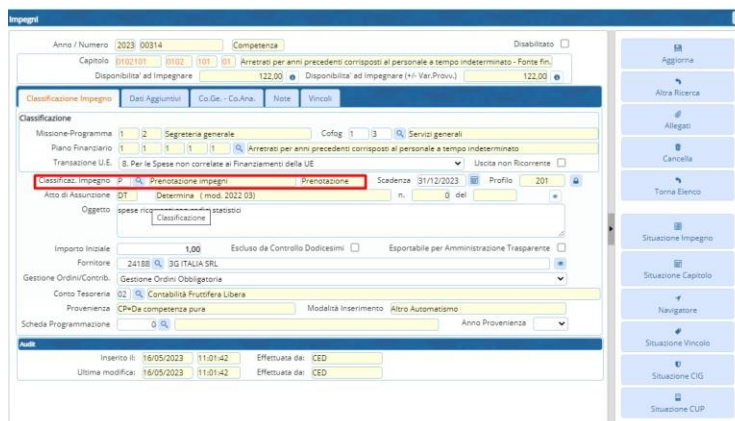 Impegni
Anno / Numero 2023 00314 Competenza Disabilitato
Capitolo 0102101 0102 101 01 Arretrati per anni precedenti corrisposti al personale a tempo indeterminato - Fonte fin.
Disponibilita' ad Impegnare 122,00 Disponibilita' ad Impegnare (+/- Var.Provv.) 122,00
Classificazione Impegno Dati Aggiuntivi Co.Ge. - Co.Ana. Note Vincoli
Classificazione
Missione-Programma 1 2 Segreteria generale Cofog 1 3 Servizi generali
Piano Finanziario 1 1 1 1 1 Arretrati per anni precedenti corrisposti al personale a tempo indeterminato
Transazione U.E. 8. Per le Spese non correlate ai Finanziamenti della UE Uscita non Ricorrente
Classificaz. Impegno P Prenotazione impegni Prenotazione Scadenza 31/12/2023 Profilo 201
Atto di Assunzione DT Determina ( mod. 2022 03) n. 0 del
Oggetto spese statistici
Classificazione
Importo Iniziale 1,00 Escluso da Controllo Dodicesimi Esportabile per Amministrazione Trasparente
Fornitore 24188 3G ITALIA SRL
Gestione Ordini/Contrib. Gestione Ordini Obbligatoria
Conto Tesoreria 02 Contabilità Fruttifera Libera
Provenienza CP=Da competenza pura Modalità Inserimento Altro Automatismo
Scheda Programmazione 0 Anno Provenienza
Audit
Inserito il: 16/05/2023 11:01:42 Effettuata da: CED
Ultima modifica: 16/05/2023 11:01:42 Effettuata da: CED
Aggiorna
Altra Ricerca
Allegati
Cancella
Torna Elenco
Situazione Impegno
Situazione Capitolo
Navigatore
Situazione Vincolo
Situazione CIG
Situazione CUP